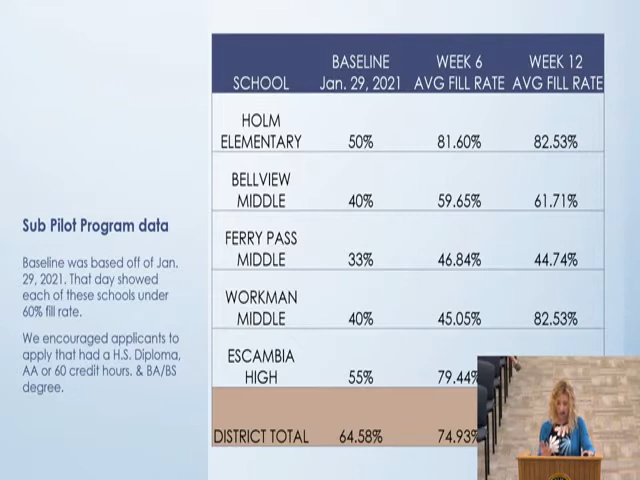 Sub Pilot Program data
Baseline was based off of Jan.
29, 2021. That day showed
each of these schools under
60% fill rate.
We encouraged applicants to
apply that had a H.S. Diploma,
AA or 60 credit hours. & BA/BS
degree.
SCHOOL BASELINE Jan. 29, 2021 WEEK 6 AVG FILL RATE WEEK 12 AVG FILL RATE
HOLM
ELEMENTARY 50% 81.60% 82.53%
BELLVIEW
MIDDLE 40% 59.65% 61.71%
FERRY PASS
MIDDLE 33% 46.84% 44.74%
WORKMAN
MIDDLE 40% 45.05% 82.53%
ESCAMBIA
HIGH 55% 79.44%
DISTRICT TOTAL 64.58% 74.93%